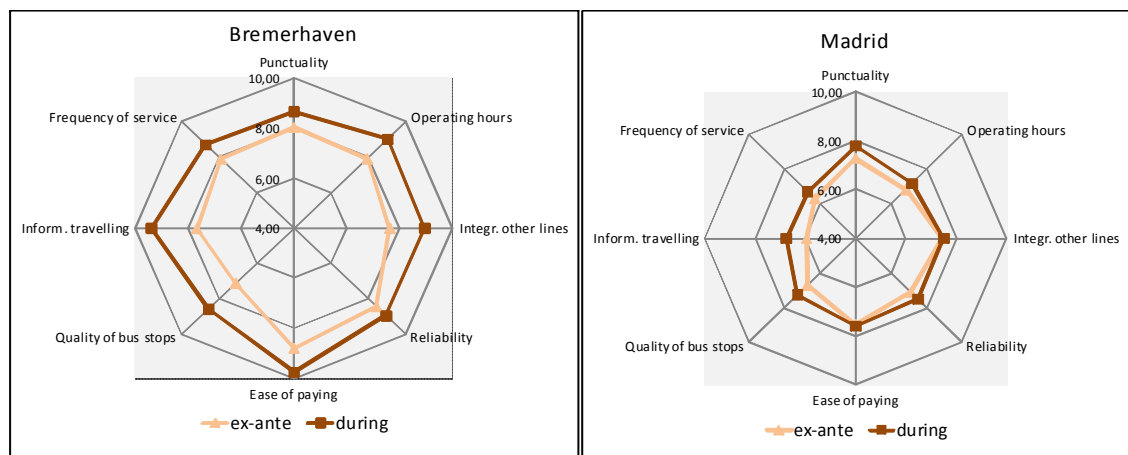 Bremerhaven
Punctuality
10,00
Frequency of service
Operating hours
8,00
6,00
Inform. travelling
4,00
Integr. other lines
Quality of bus stops
Reliability
Ease of paying
ex-ante
during
Madrid
Punctuality
10,00
Frequency of service
Operating hours
8,00
6,00
Inform. travelling
4,00
Integr. other lines
Quality of bus stops
Reliability
Ease of paying
ex-ante
during